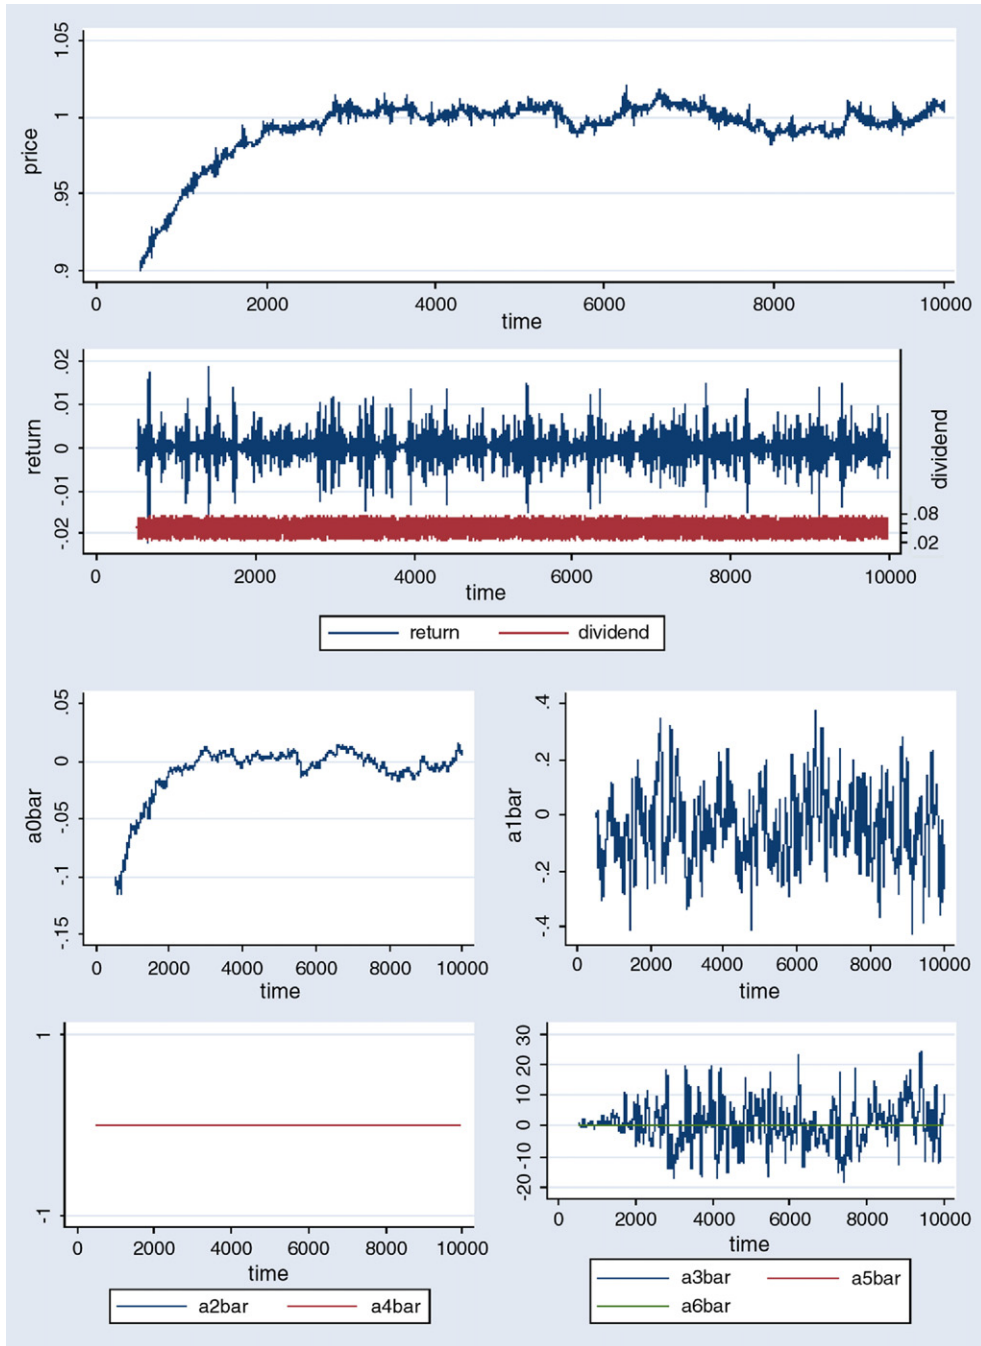 1.05
1
.95
.9
price
0 2000 4000 6000 8000 10000
time
.02
.01
0
-.01
-.02
return
.08
.02
dividend
0 2000 4000 6000 8000 10000
time
return dividend
.05
0
-.05
-.1
-.15
a0bar
0 2000 4000 6000 8000 10000
time
.4
.2
0
-.2
-.4
a1bar
0 2000 4000 6000 8000 10000
time
1
-1
0 2000 4000 6000 8000 10000
time
a2bar a4bar
30
20
10
0
-10
-20
0 2000 4000 6000 8000 10000
time
a3bar a5bar
a6bar